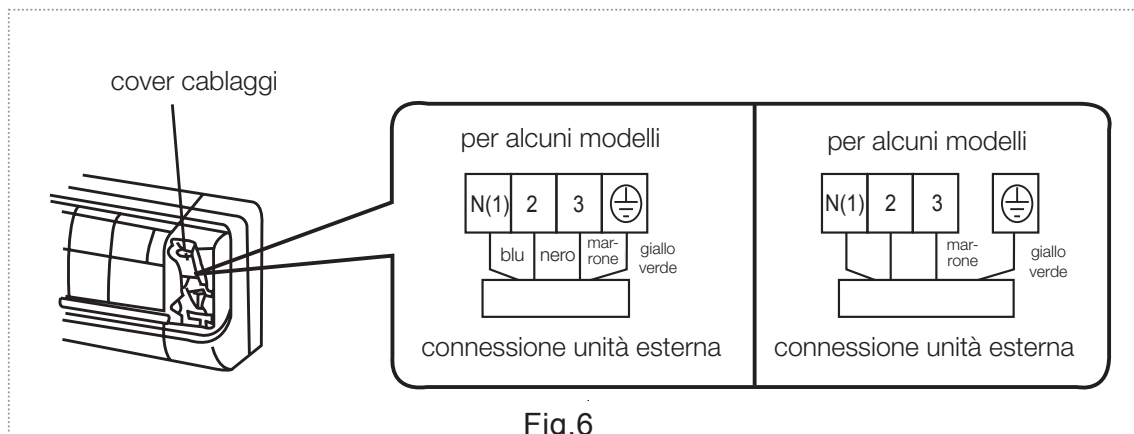 cover cablaggi
per alcuni modelli
N(1) 2 3
blu nero mar-
rone giallo
verde
connessione unità esterna
per alcuni modelli
N(1) 2 3
mar-
rone giallo
verde
connessione unità esterna
Fig.6